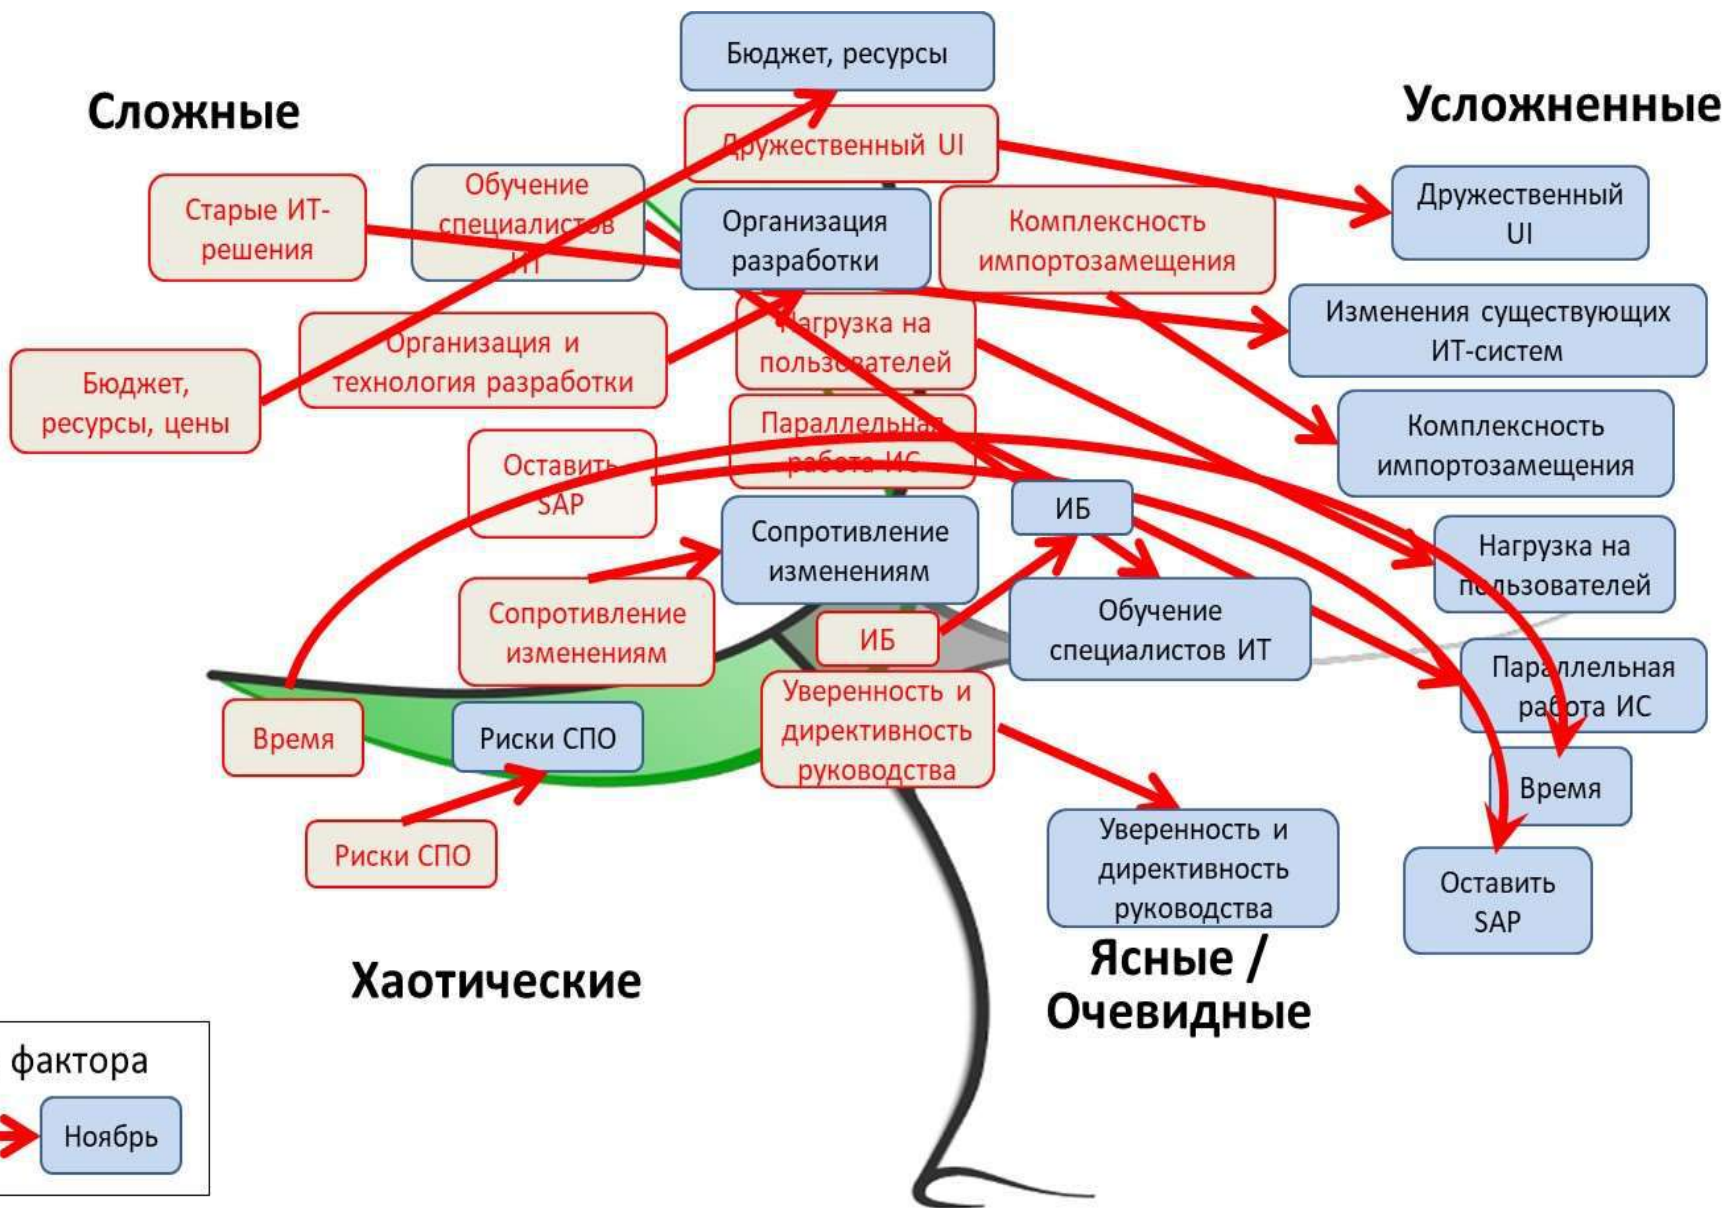 Бюджет, ресурсы
Сложные
Усложненные
Дружественный UI
Старые ИТ-
решения
Обучение
специалистов
ИТ
Организация
разработки
Комплексность
импортозамещения
Дружественный
UI
Изменения существующих
ИТ-систем
Нагрузка на
пользователей
Организация и
технология разработки
Бюджет,
ресурсы, цены
Комплексность
импортозамещения
Параллельная
работа ИС
Оставить
SAP
ИБ
Сопротивление
изменениям
Нагрузка на
пользователей
Сопротивление
изменениям
ИБ
Обучение
специалистов ИТ
Параллельная
работа ИС
Уверенность и
директивность
руководства
Время
Риски СПО
Время
Риски СПО
Уверенность и
директивность
руководства
Оставить
SAP
Хаотические
Ясные /
Очевидные
фактора
Ноябрь